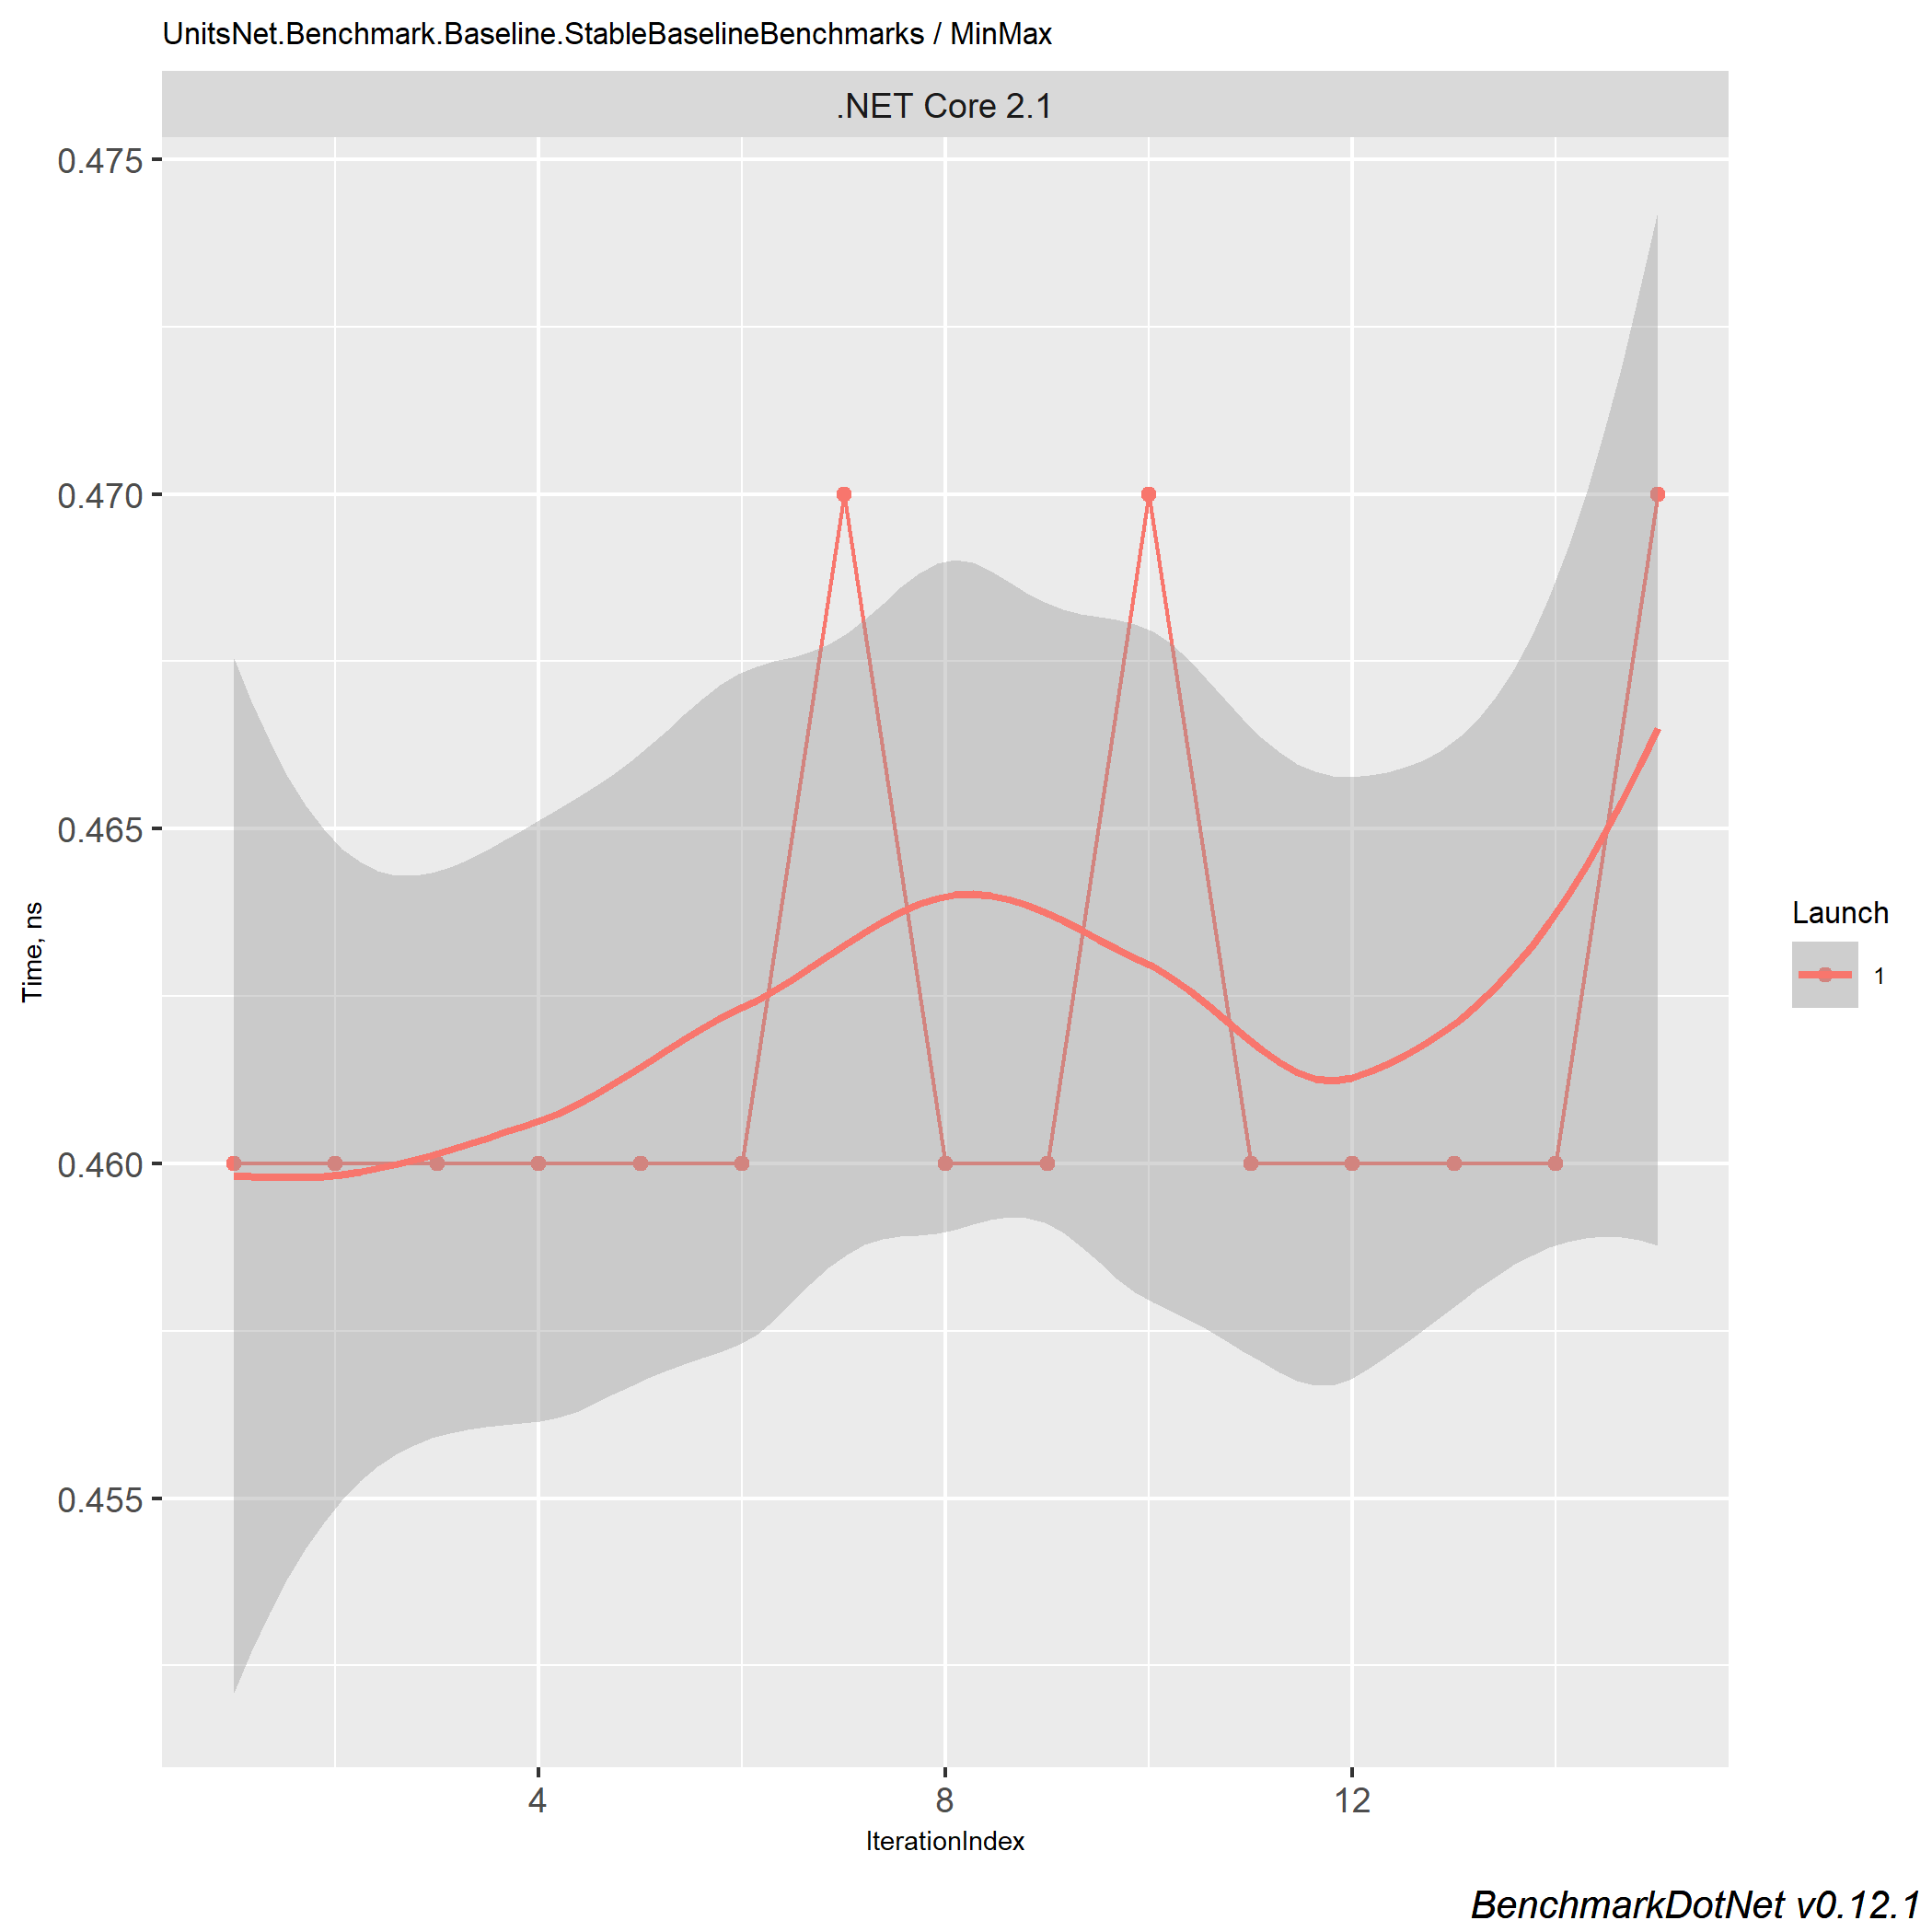 UnitsNet.Benchmark.Baseline.StableBaselineBenchmarks / MinMax
.NET Core 2.1
0.475
0.470
0.465
0.460
0.455
Time, ns
4
8
12
IterationIndex
Launch
1
BenchmarkDotNet v0.12.1